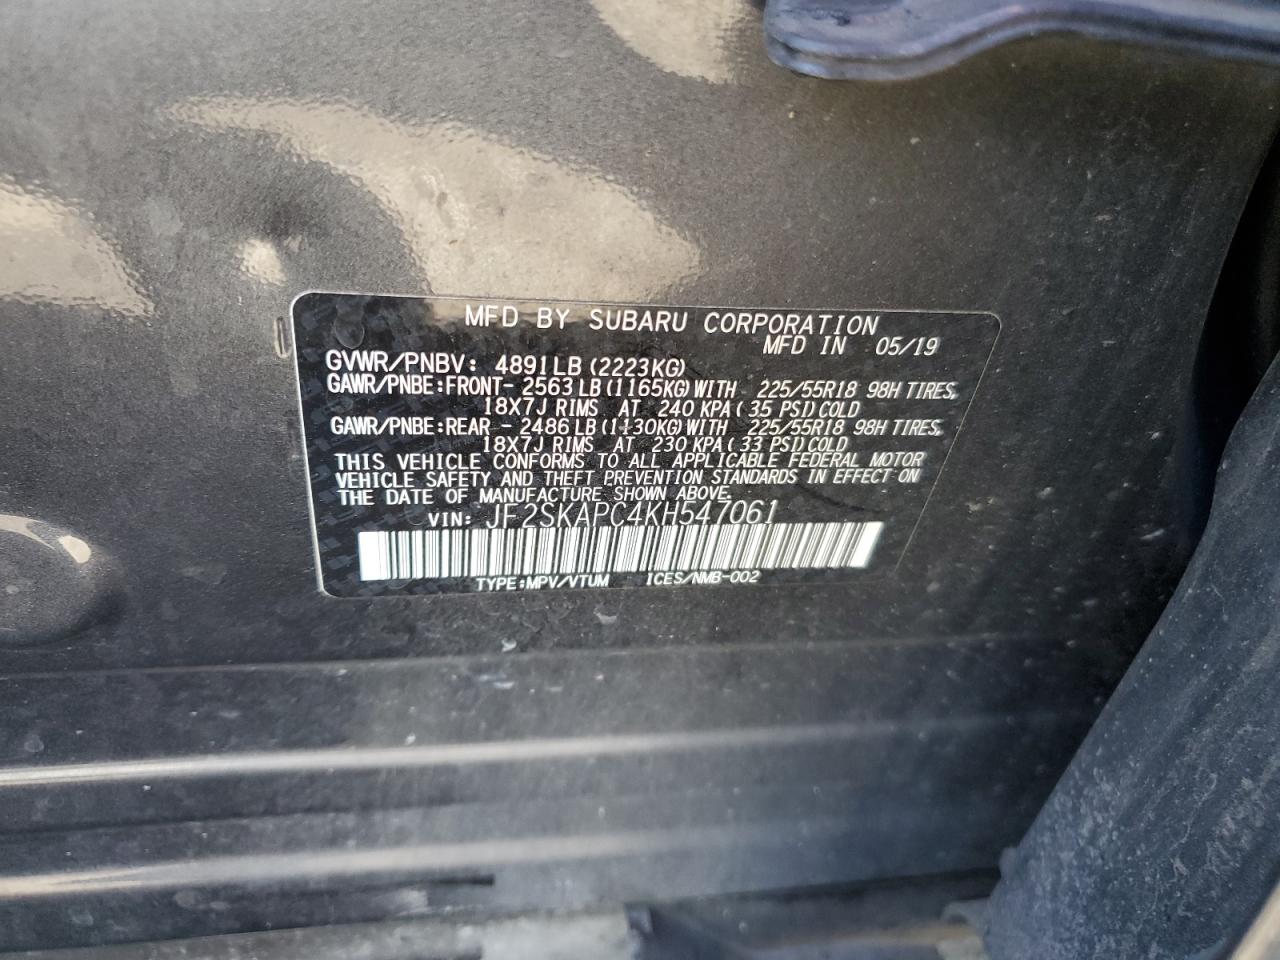 MFD BY SUBARU CORPORATION
MFD IN 05/19
GVWR/PNBV: 4891LB (2223KG)
GAWR/PNBE:FRONT- 2563LB(1165KG)WITH 225/55R18 98H TIRES,
18X7J RIMS AT 240 KPA( 35 PSI)COLD
GAWR/PNBE:REAR - 2486LB(1130KG)WITH 225/55R18 98H TIRES,
18X7J RIMS AT 230 KPA( 33 PSI)COLD
THIS VEHICLE CONFORMS TO ALL APPLICABLE FEDERAL MOTOR
VEHICLE SAFETY AND THEFT PREVENTION STANDARDS IN EFFECT ON
THE DATE OF MANUFACTURE SHOWN ABOVE.
VIN: JF2SKAPC4KH547061
TYPE:MPV/VTUM ICES/NMB-002